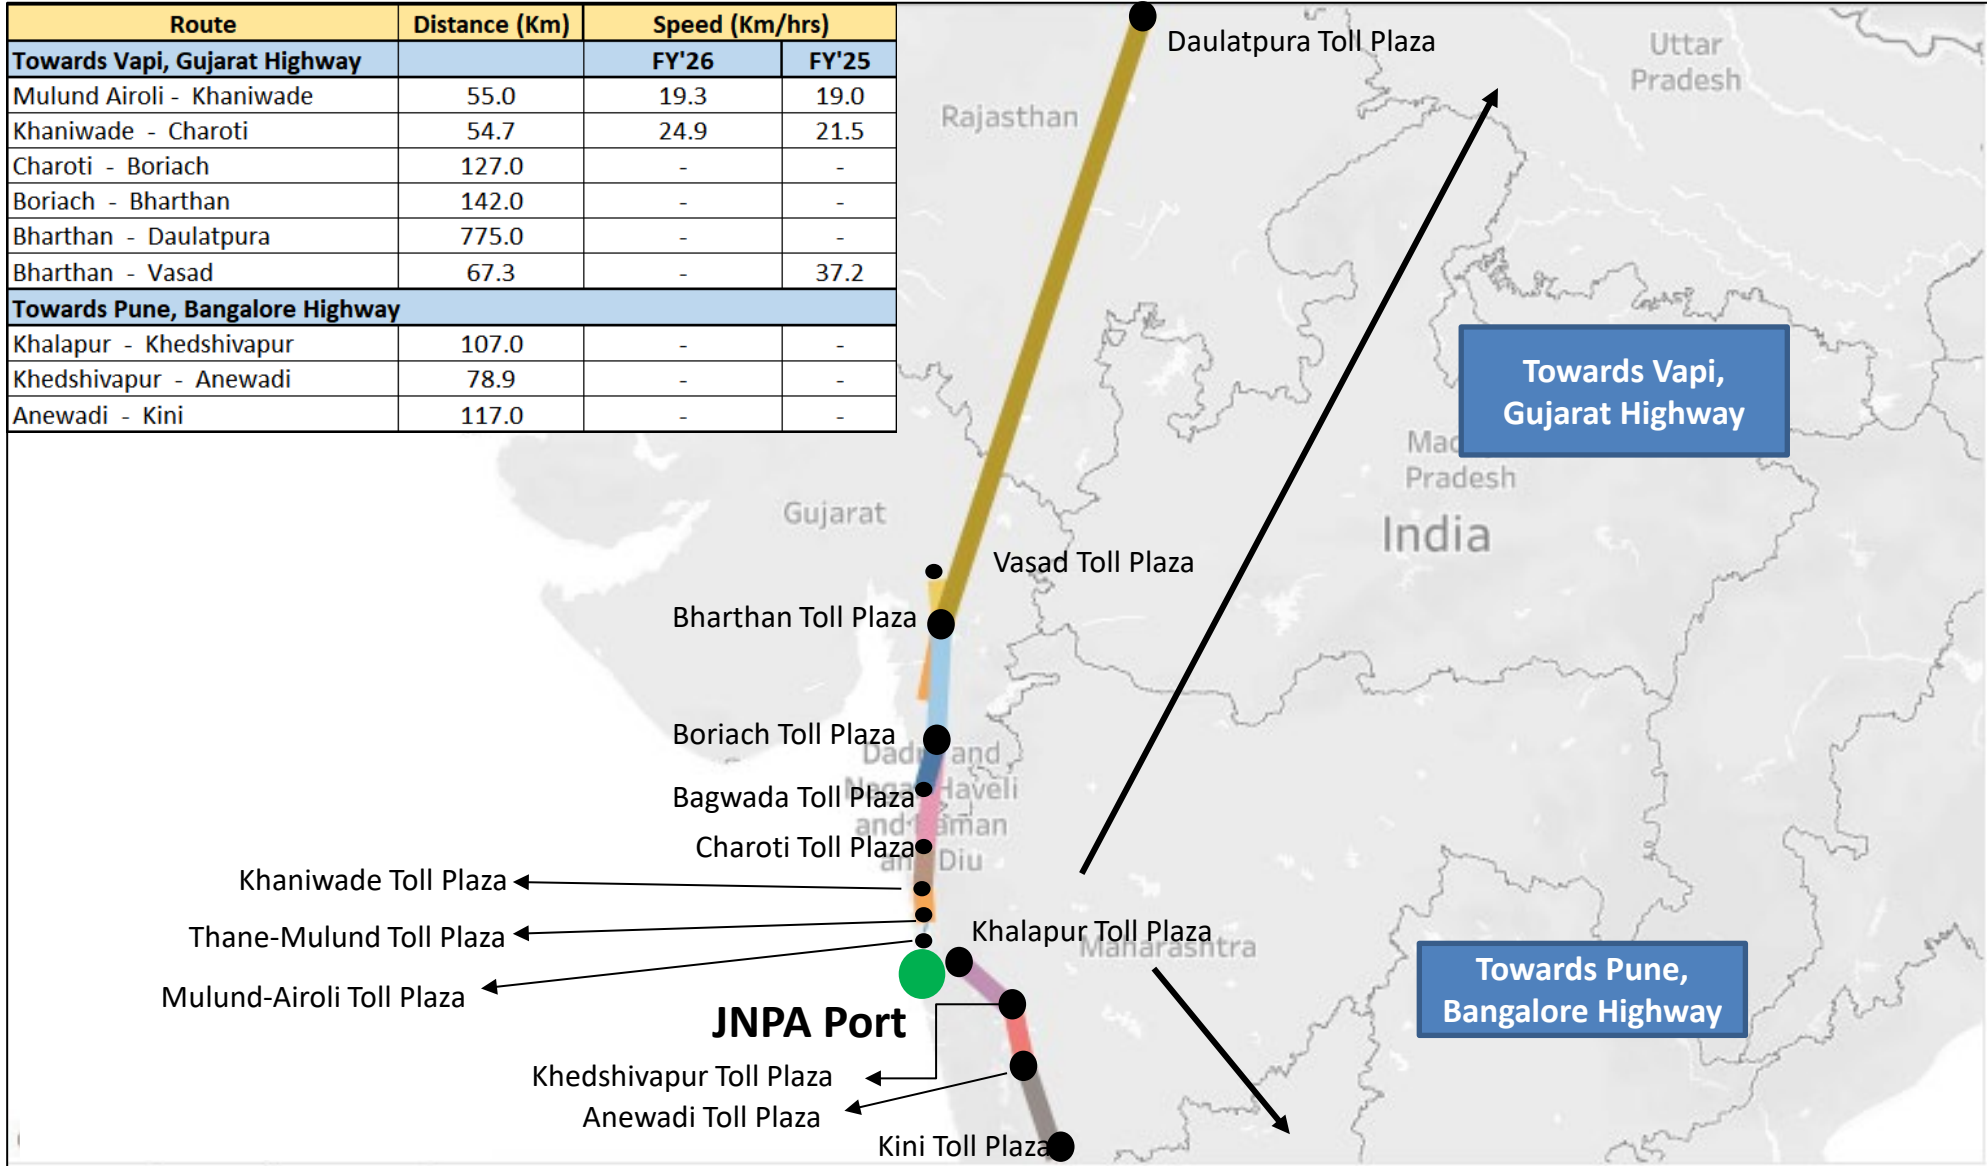 Route Distance (Km) Speed (Km/hrs)
Towards Vapi, Gujarat Highway FY'26 FY'25
Mulund Airoli - Khaniwade 55.0 19.3 19.0
Khaniwade - Charoti 54.7 24.9 21.5
Charoti - Boriach 127.0 - -
Boriach - Bharthan 142.0 - -
Bharthan - Daulatpura 775.0 - -
Bharthan - Vasad 67.3 - 37.2
Towards Pune, Bangalore Highway
Khalapur - Khedshivapur 107.0 - -
Khedshivapur - Anewadi 78.9 - -
Anewadi - Kini 117.0 - -
Daulatpura Toll Plaza
Uttar
Pradesh
Rajasthan
Towards Vapi,
Gujarat Highway
Pradesh
Gujarat
India
Vasad Toll Plaza
Bharthan Toll Plaza
Boriach Toll Plaza
and
Haveli
Bagwada Toll Plaza
and
Charoti Toll Plaza
Diu
Khaniwade Toll Plaza
Thane-Mulund Toll Plaza
Khalapur Toll Plaza
Maharashtra
Mulund-Airoli Toll Plaza
Towards Pune,
Bangalore Highway
JNPA Port
Khedshivapur Toll Plaza
Anewadi Toll Plaza
Kini Toll Plaza